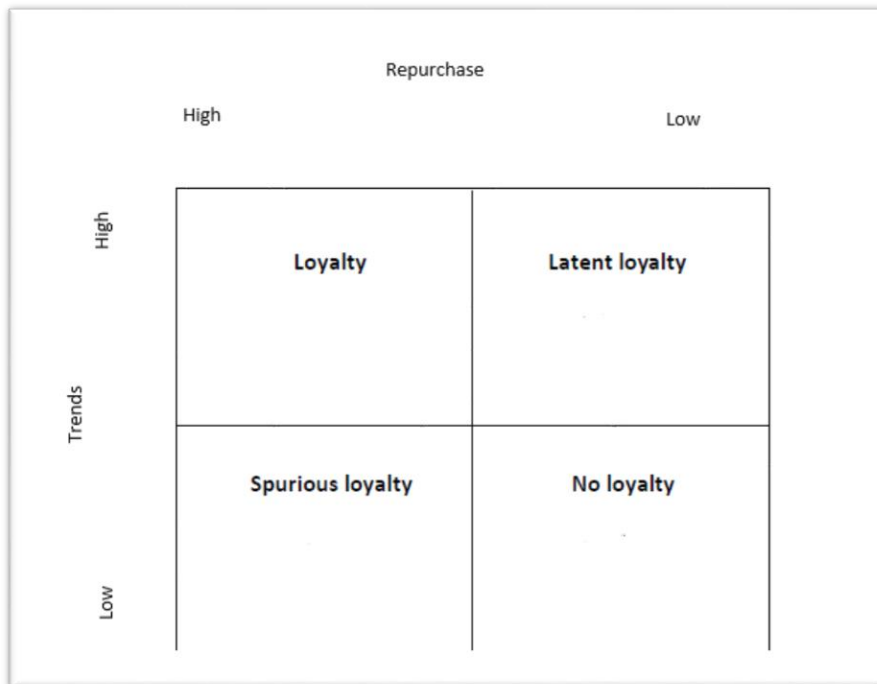 Repurchase
High Low
High
Loyalty Latent loyalty
Trends
Spurious loyalty No loyalty
Low